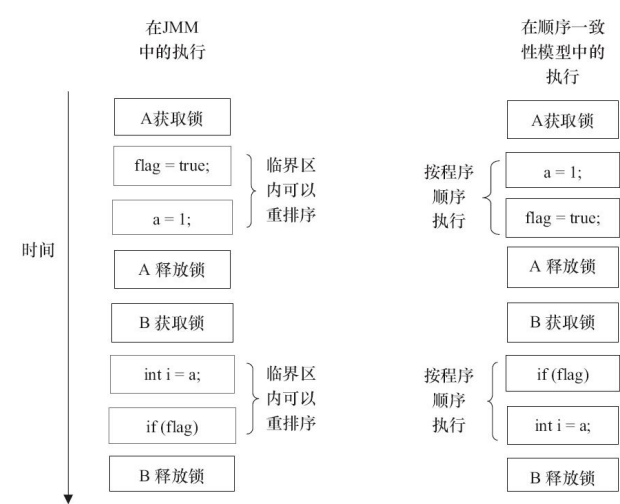 在JMM
中的执行
在顺序一致
性模型中的
执行
时间
A获取锁
flag = true;
a = 1;
临界区
内可以
重排序
A 释放锁
B 获取锁
int i = a;
if (flag)
临界区
内可以
重排序
B 释放锁
A获取锁
按程序
顺序
执行
a = 1;
flag = true;
A 释放锁
B 获取锁
按程序
顺序
执行
if (flag)
int i = a;
B 释放锁